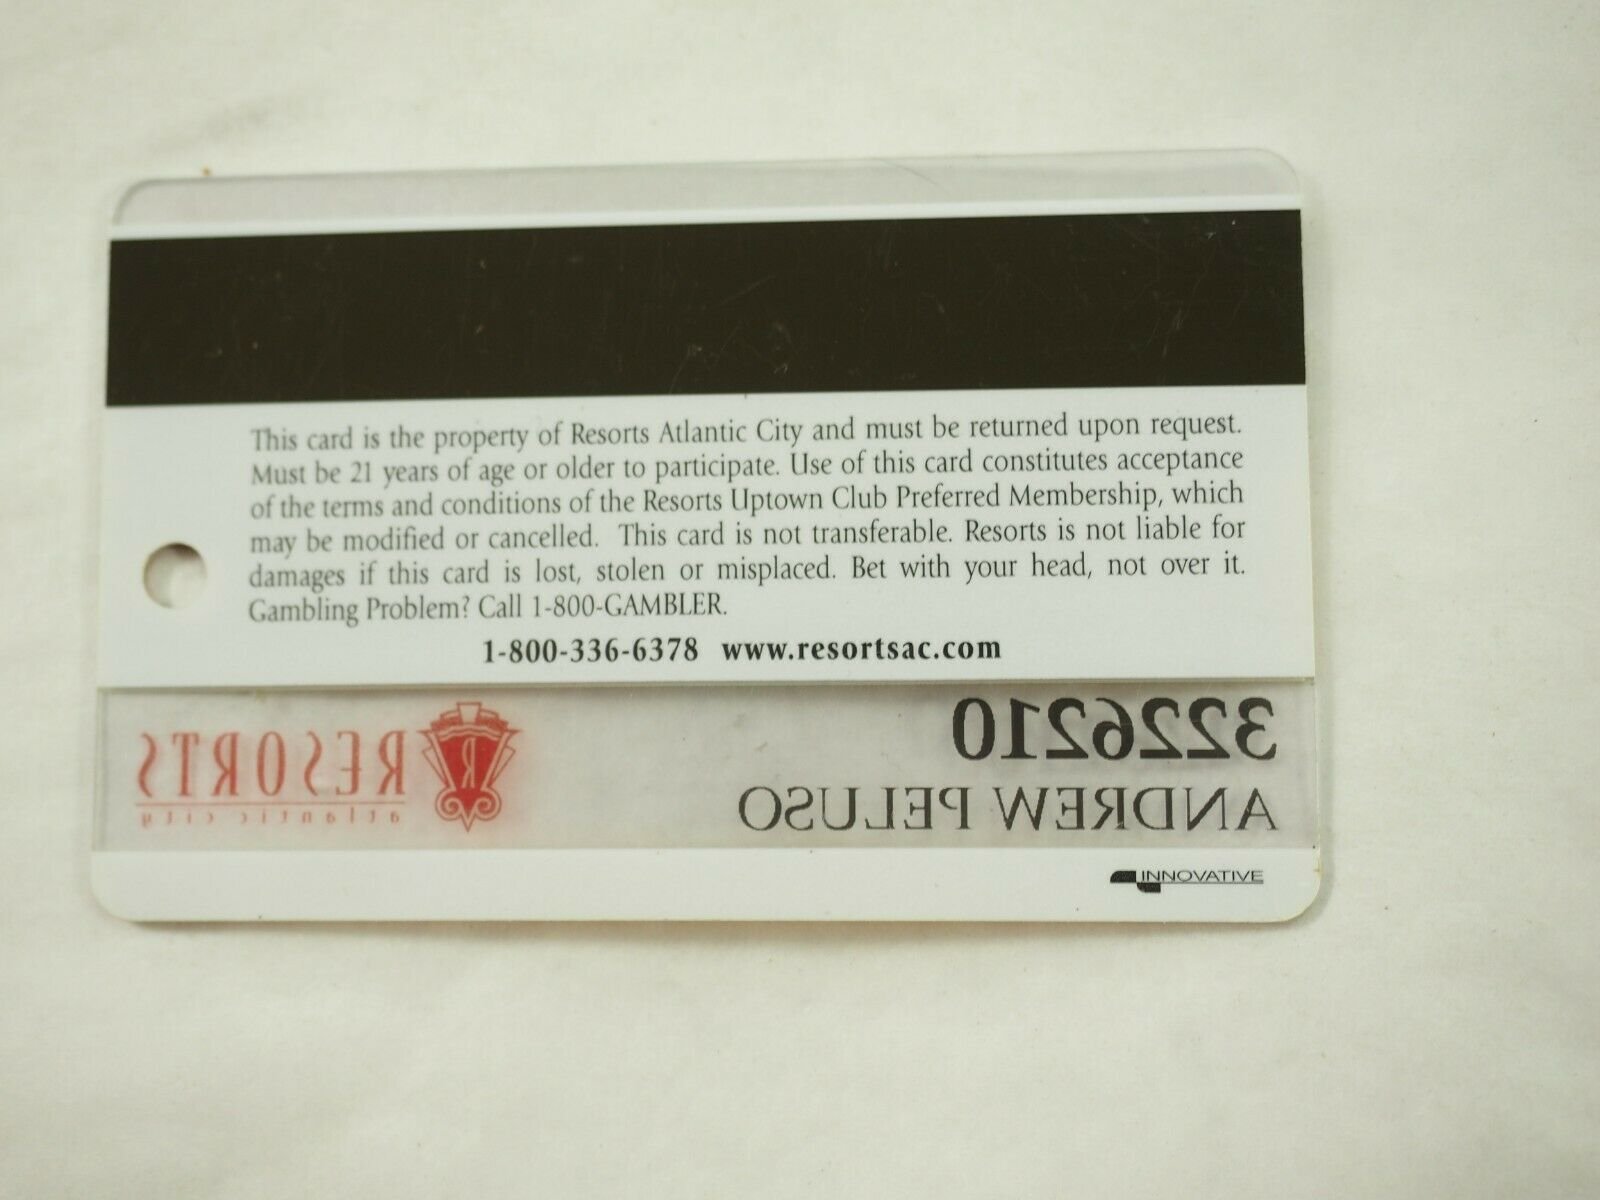 This card is the property of Resorts Atlantic City and must be returned upon request.
Must be 21 years of age or older to participate. Use of this card constitutes acceptance
of the terms and conditions of the Resorts Uptown Club Preferred Membership, which
may be modified or cancelled. This card is not transferable. Resorts is not liable for
damages if this card is lost, stolen or misplaced. Bet with your head, not over it.
Gambling Problem? Call 1-800-GAMBLER.
1-800-336-6378 www.resortsac.com
RESORTS
R
atlantic city
3226210
ANDREW PELUSO
INNOVATIVE